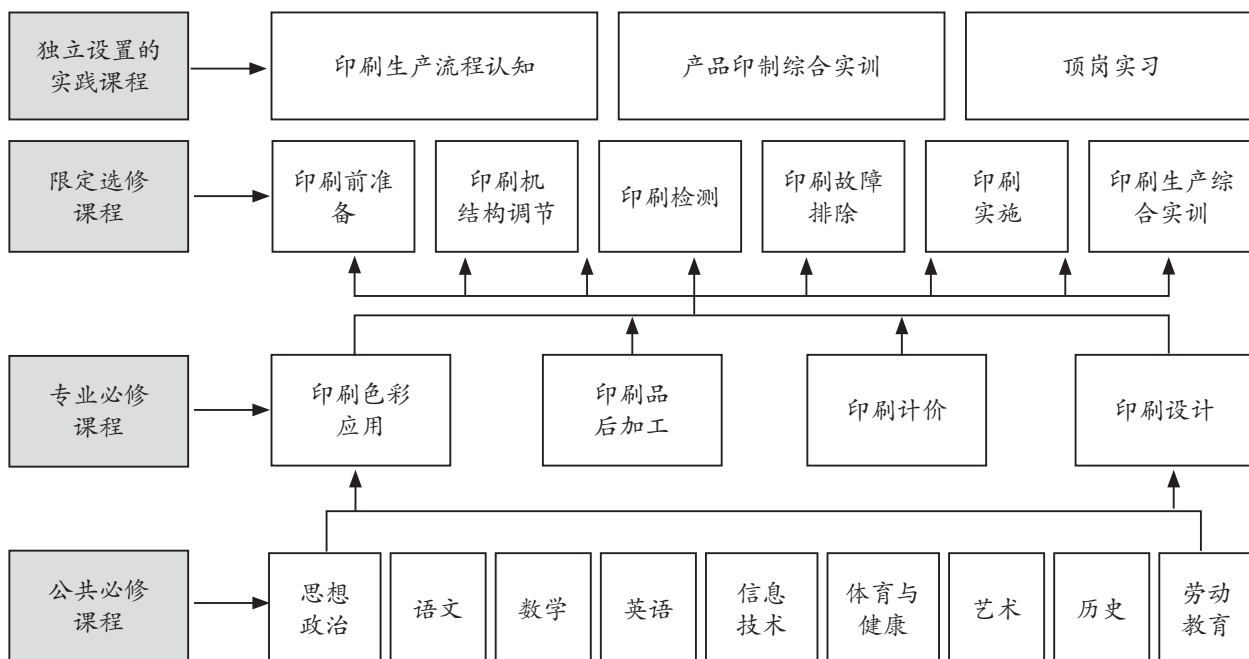 独立设置的
实践课程
印刷生产流程认知
产品印制综合实训
顶岗实习
限定选修
课程
印刷前准
备
印刷机
结构调节
印刷检测
印刷故障
排除
印刷
实施
印刷生产综
合实训
专业必修
课程
印刷色彩
应用
印刷品
后加工
印刷计价
印刷设计
公共必修
课程
思想
政治
语文
数学
英语
信息
技术
体育与
健康
艺术
历史
劳动
教育